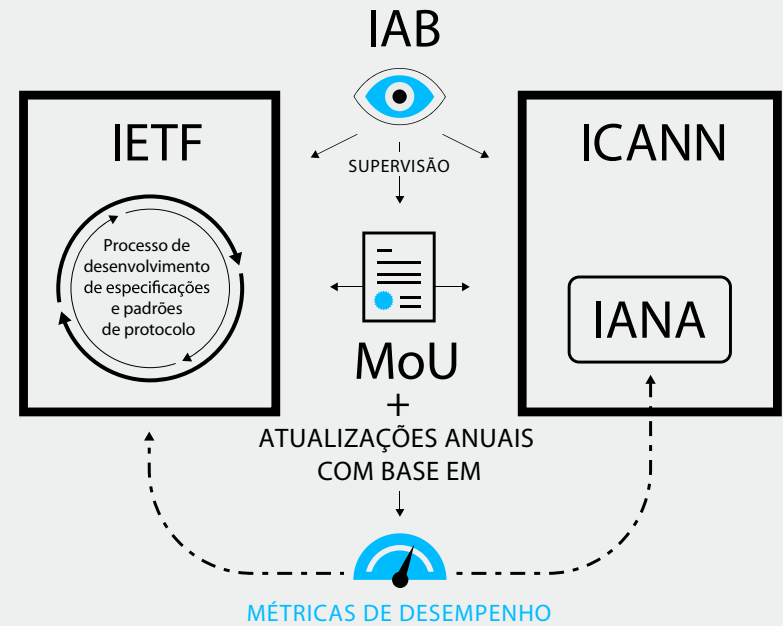 IAB
IETF
ICANN
SUPERVISÃO
Processo de
desenvolvimento
de especificações
e padrões
de protocolo
IANA
MoU
+
ATUALIZAÇÕES ANUAIS
COM BASE EM
MÉTRICAS DE DESEMPENHO